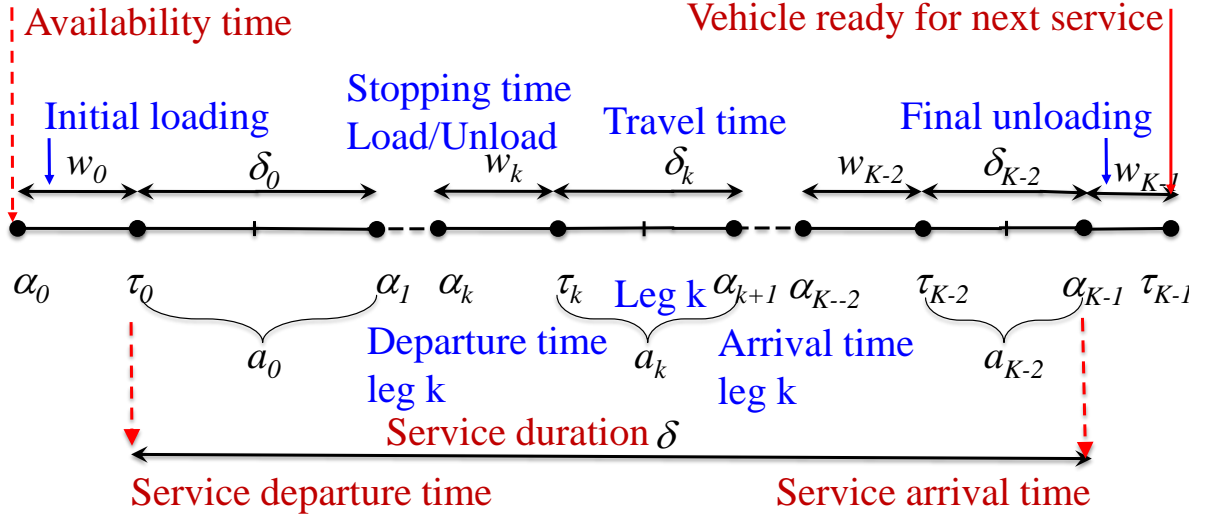 Availability time
Vehicle ready for next service
Initial loading
Stopping time
Load/Unload
Travel time
Final unloading
w0 δ0 wk δk wK-2 δK-2 wK-1
α0 τ0 α1 αk τk Leg k αk+1 αK--2 τK-2 αK-1 τK-1
a0 ak aK-2
Departure time
leg k
Arrival time
leg k
Service duration δ
Service departure time
Service arrival time